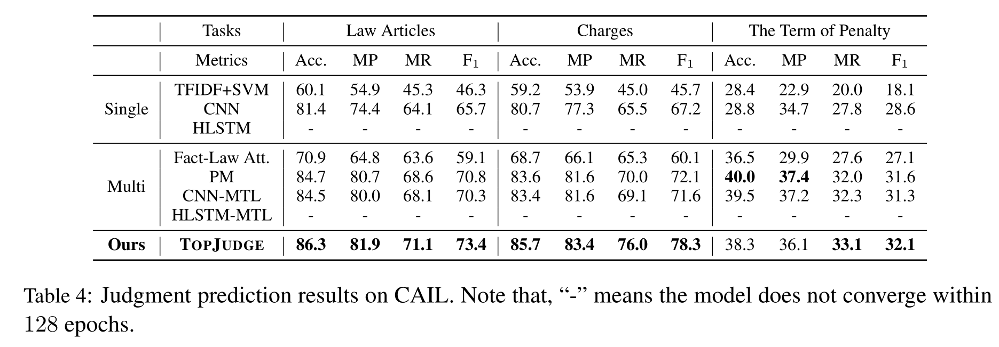 Tasks Law Articles Charges The Term of Penalty
Metrics Acc. MP MR F1 Acc. MP MR F1 Acc. MP MR F1
TFIDF+SVM 60.1 54.9 45.3 46.3 59.2 53.9 45.0 45.7 28.4 22.9 20.0 18.1
Single CNN 81.4 74.4 64.1 65.7 80.7 77.3 65.5 67.2 28.8 34.7 27.8 28.6
HLSTM - - - - - - - - - - - -
Fact-Law Att. 70.9 64.8 63.6 59.1 68.7 66.1 65.3 60.1 36.5 29.9 27.6 27.1
PM 84.7 80.7 68.6 70.8 83.6 81.6 70.0 72.1 40.0 37.4 32.0 31.6
Multi
CNN-MTL 84.5 80.0 68.1 70.3 83.4 81.6 69.1 71.6 39.5 37.2 32.3 31.3
HLSTM-MTL - - - - - - - - - - - -
Ours TOPJUDGE 86.3 81.9 71.1 73.4 85.7 83.4 76.0 78.3 38.3 36.1 33.1 32.1
Table 4: Judgment prediction results on CAIL. Note that, “-” means the model does not converge within
128 epochs.